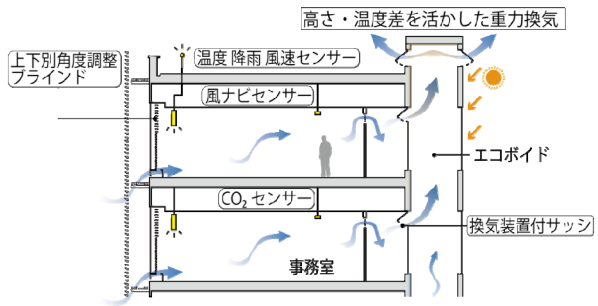 高さ・温度差を活かした重力換気
上下別角度調整
ブラインド
温度 降雨 風速センサー
風ナビセンサー
エコボイド
CO₂ センサー
換気装置付サッシ
事務室